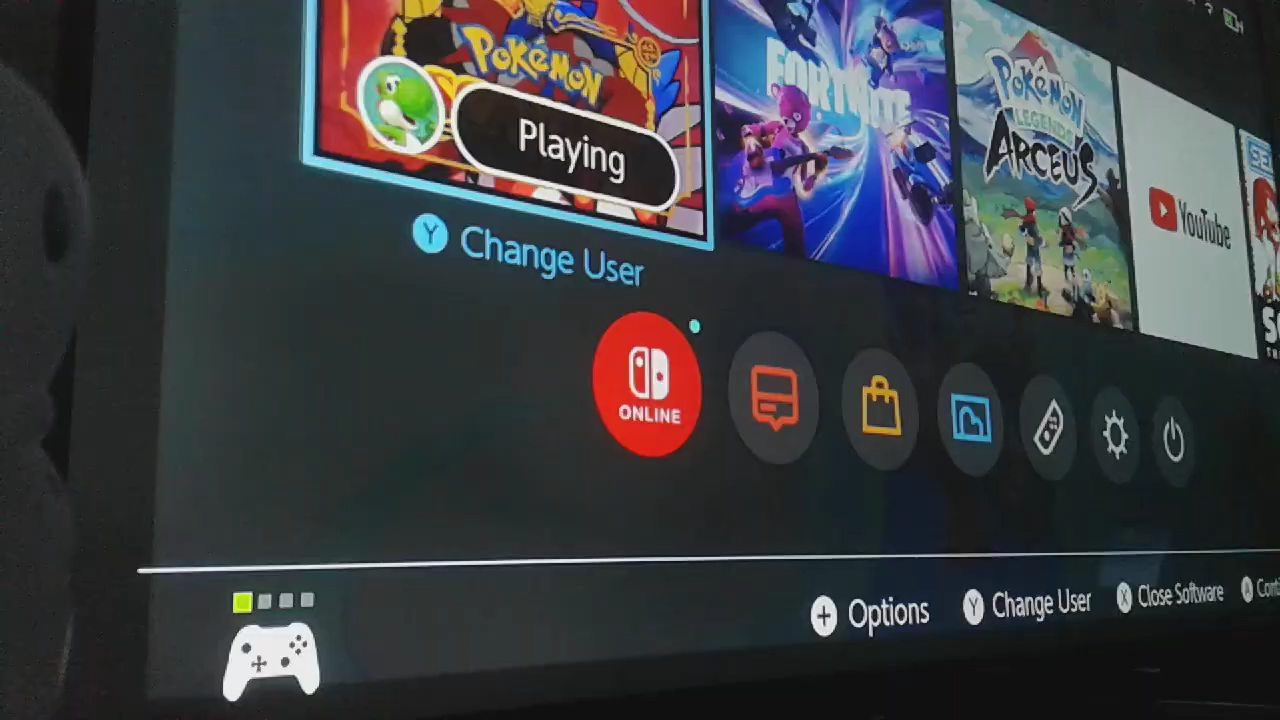 Pokémon
Playing
FORTNITE
POKÉMON
LEGENDS
ARCEUS
YouTube
Y Change User
ONLINE
+ Options
Y Change User
X Close Software
A